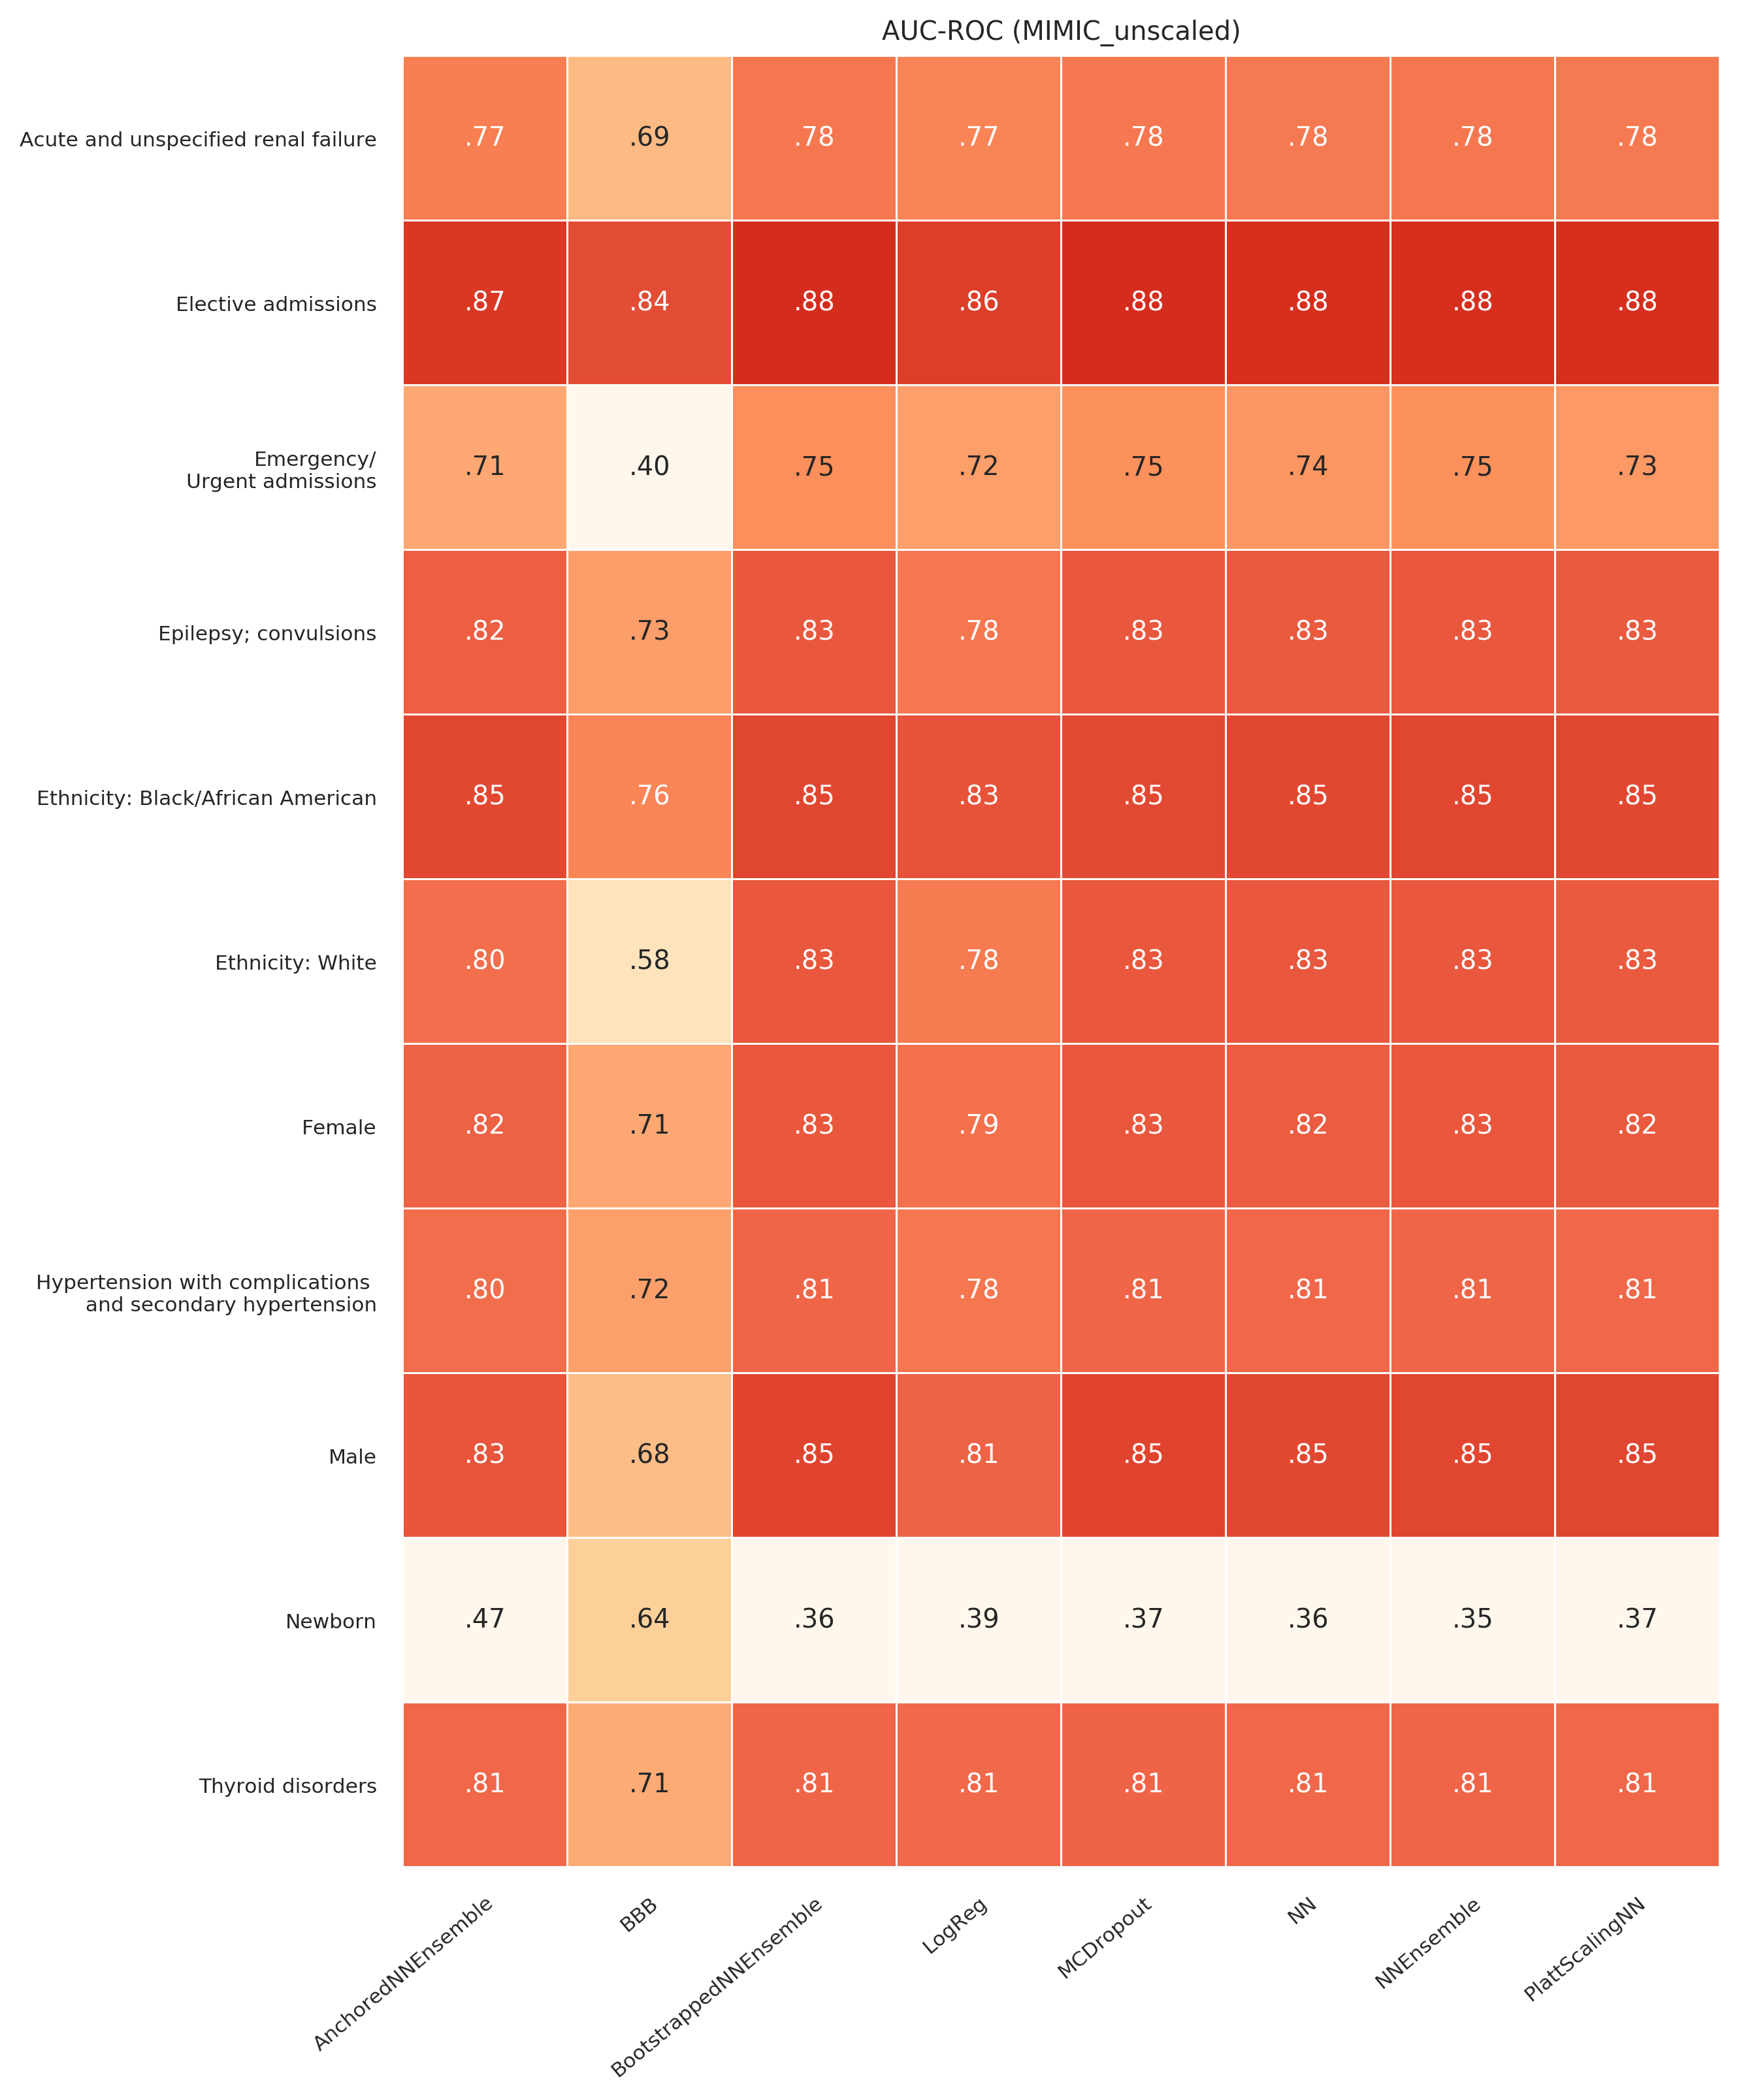 AUC-ROC (MIMIC_unscaled)
Acute and unspecified renal failure .77 .69 .78 .77 .78 .78 .78 .78
Elective admissions .87 .84 .88 .86 .88 .88 .88 .88
Emergency/
Urgent admissions .71 .40 .75 .72 .75 .74 .75 .73
Epilepsy; convulsions .82 .73 .83 .78 .83 .83 .83 .83
Ethnicity: Black/African American .85 .76 .85 .83 .85 .85 .85 .85
Ethnicity: White .80 .58 .83 .78 .83 .83 .83 .83
Female .82 .71 .83 .79 .83 .82 .83 .82
Hypertension with complications
and secondary hypertension .80 .72 .81 .78 .81 .81 .81 .81
Male .83 .68 .85 .81 .85 .85 .85 .85
Newborn .47 .64 .36 .39 .37 .36 .35 .37
Thyroid disorders .81 .71 .81 .81 .81 .81 .81 .81
AnchoredNNEnsemble
BBB
BootstrappedNNEnsemble
LogReg
MCDropout
NN
NNEnsemble
PlattScalingNN